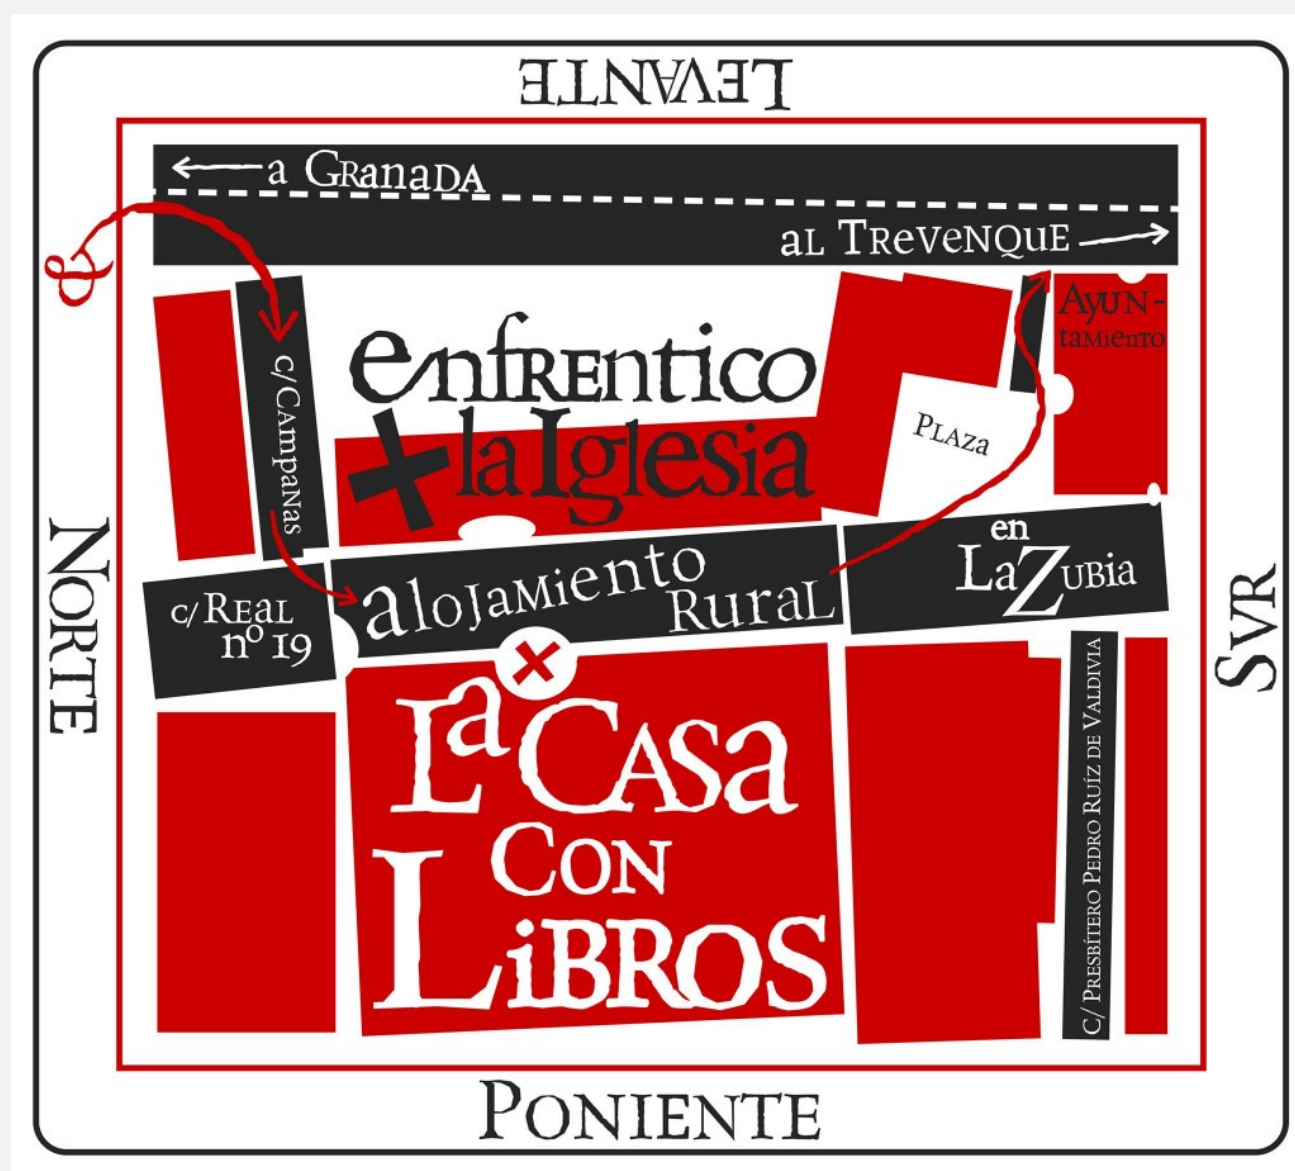 LEVANTE
a GRanaDA
aL TReVeNQuE
c/CAmpaNas
enfREntico
la Iglesia
PLAza
AyuN-
taMienTO
NORTE
SVR
c/REaL
nº 19
aloJaMiento
RuraL
en
La ZUBia
La CASa
CON
LiBROS
C/ PRESBÍTERO PEDRO RUÍZ DE VALDIVIA
PONIENTE